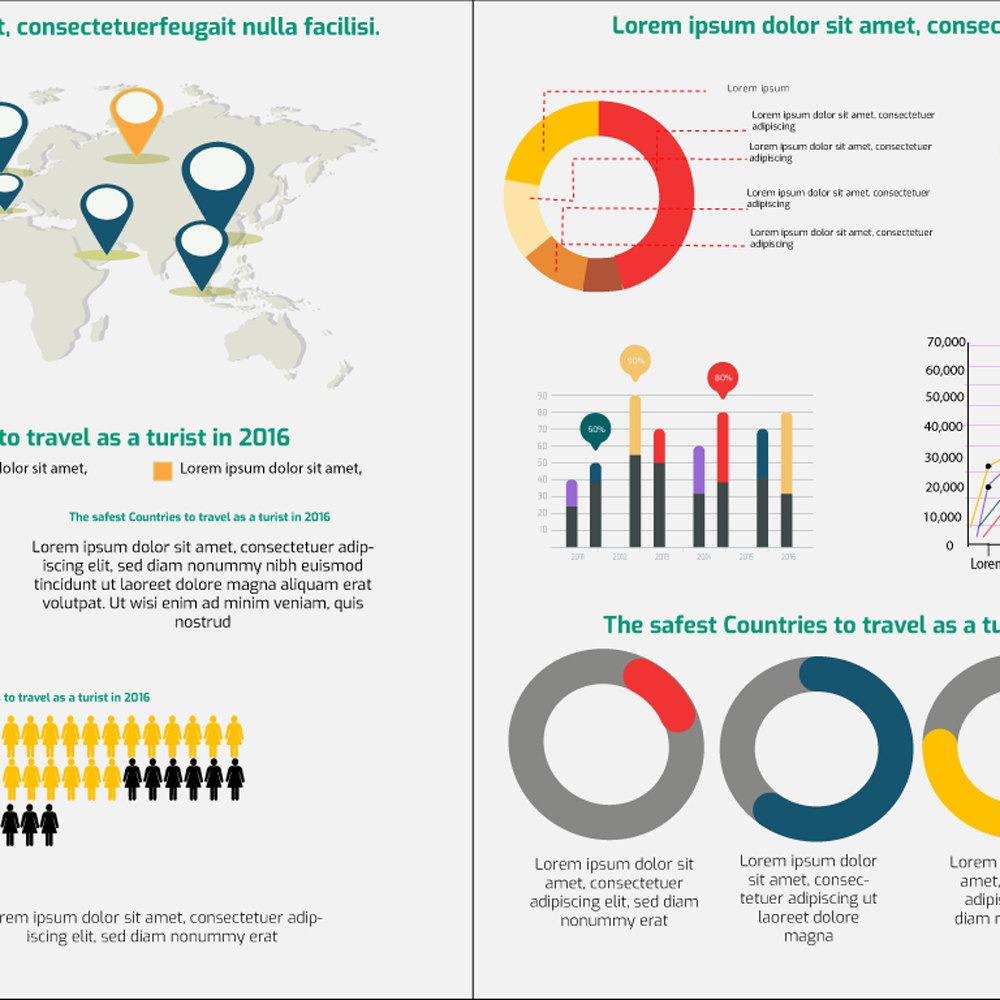 t, consectetuerfeugait nulla facilisi.
to travel as a turist in 2016
dolor sit amet,
Lorem ipsum dolor sit amet,
The safest Countries to travel as a turist in 2016
Lorem ipsum dolor sit amet, consectetuer adip-
iscing elit, sed diam nonummy nibh euismod
tincidunt ut laoreet dolore magna aliquam erat
volutpat. Ut wisi enim ad minim veniam, quis
nostrud
s to travel as a turist in 2016
rem ipsum dolor sit amet, consectetuer adip-
iscing elit, sed diam nonummy erat
Lorem ipsum dolor sit amet, consec
Lorem ipsum
Lorem ipsum dolor sit amet, consectetuer
adipiscing
Lorem ipsum dolor sit amet, consectetuer
adipiscing
Lorem ipsum dolor sit amet, consectetuer
adipiscing
Lorem ipsum dolor sit amet, consectetuer
adipiscing
90
80
70
60
50
40
30
20
10
50%
80%
2011
2012
2013
2014
2015
2016
70,000
60,000
50,000
40,000
30,000
20,000
10,000
0
Lorem
The safest Countries to travel as a tu
Lorem ipsum dolor sit
amet, consectetuer
adipiscing elit, sed diam
nonummy erat
Lorem ipsum dolor
sit amet, consec-
tetuer adipiscing ut
laoreet dolore
magna
Lorem
amet,
adipis
diam n